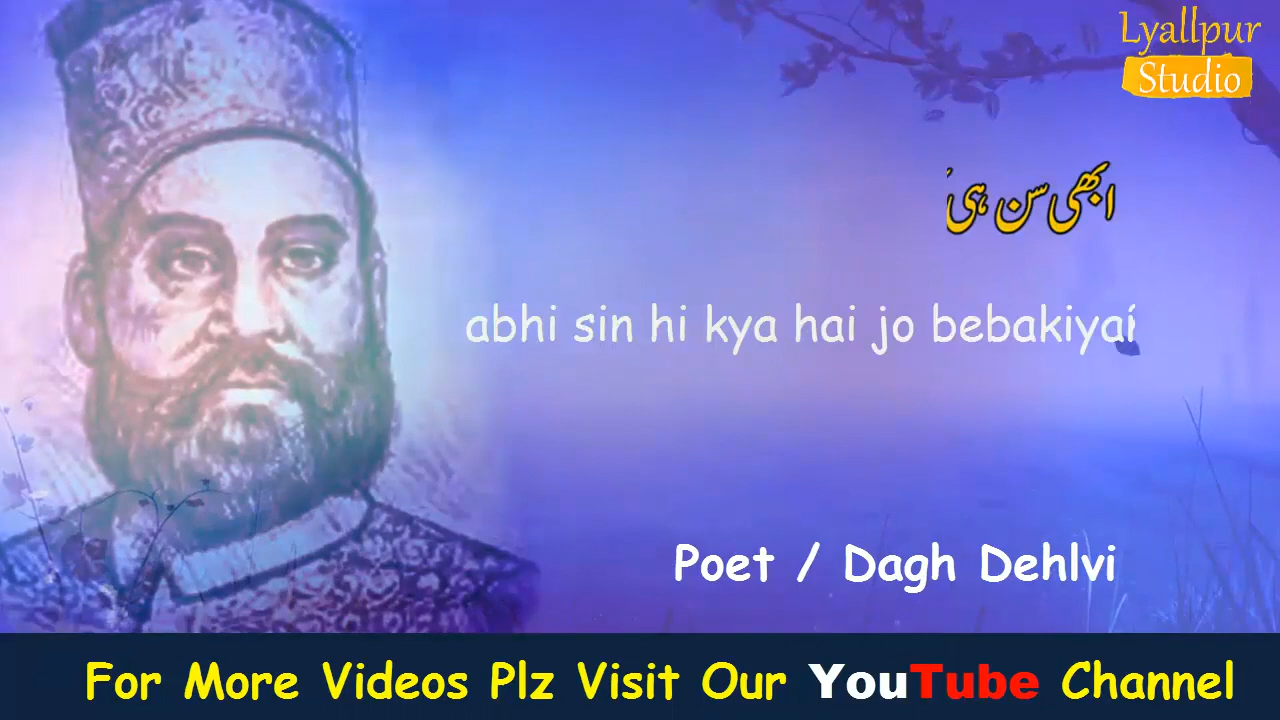 Lyallpur
Studio
ابھی سن ہی
abhi sin hi kya hai jo bebakiyai
Poet / Dagh Dehlvi
For More Videos Plz Visit Our YouTube Channel